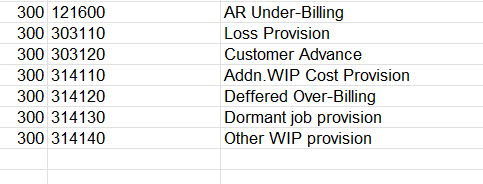 300 121600 AR Under-Billing
300 303110 Loss Provision
300 303120 Customer Advance
300 314110 Addn.WIP Cost Provision
300 314120 Deffered Over-Billing
300 314130 Dormant job provision
300 314140 Other WIP provision